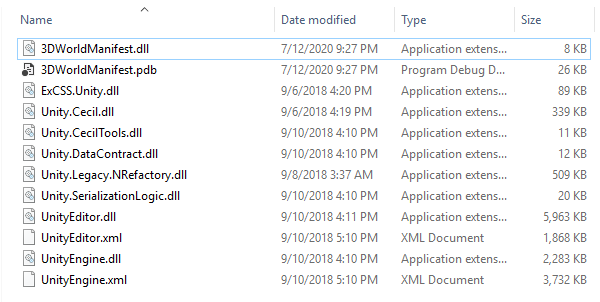 Name Date modified Type Size
3DWorldManifest.dll 7/12/2020 9:27 PM Application extens... 8 KB
3DWorldManifest.pdb 7/12/2020 9:27 PM Program Debug D... 26 KB
ExCSS.Unity.dll 9/6/2018 4:20 PM Application extens... 89 KB
Unity.Cecil.dll 9/6/2018 4:19 PM Application extens... 339 KB
Unity.CecilTools.dll 9/10/2018 4:10 PM Application extens... 11 KB
Unity.DataContract.dll 9/10/2018 4:10 PM Application extens... 12 KB
Unity.Legacy.NRefactory.dll 9/8/2018 3:37 AM Application extens... 509 KB
Unity.SerializationLogic.dll 9/10/2018 4:10 PM Application extens... 20 KB
UnityEditor.dll 9/10/2018 4:11 PM Application extens... 5,963 KB
UnityEditor.xml 9/10/2018 5:10 PM XML Document 1,868 KB
UnityEngine.dll 9/10/2018 4:10 PM Application extens... 2,283 KB
UnityEngine.xml 9/10/2018 5:10 PM XML Document 3,732 KB